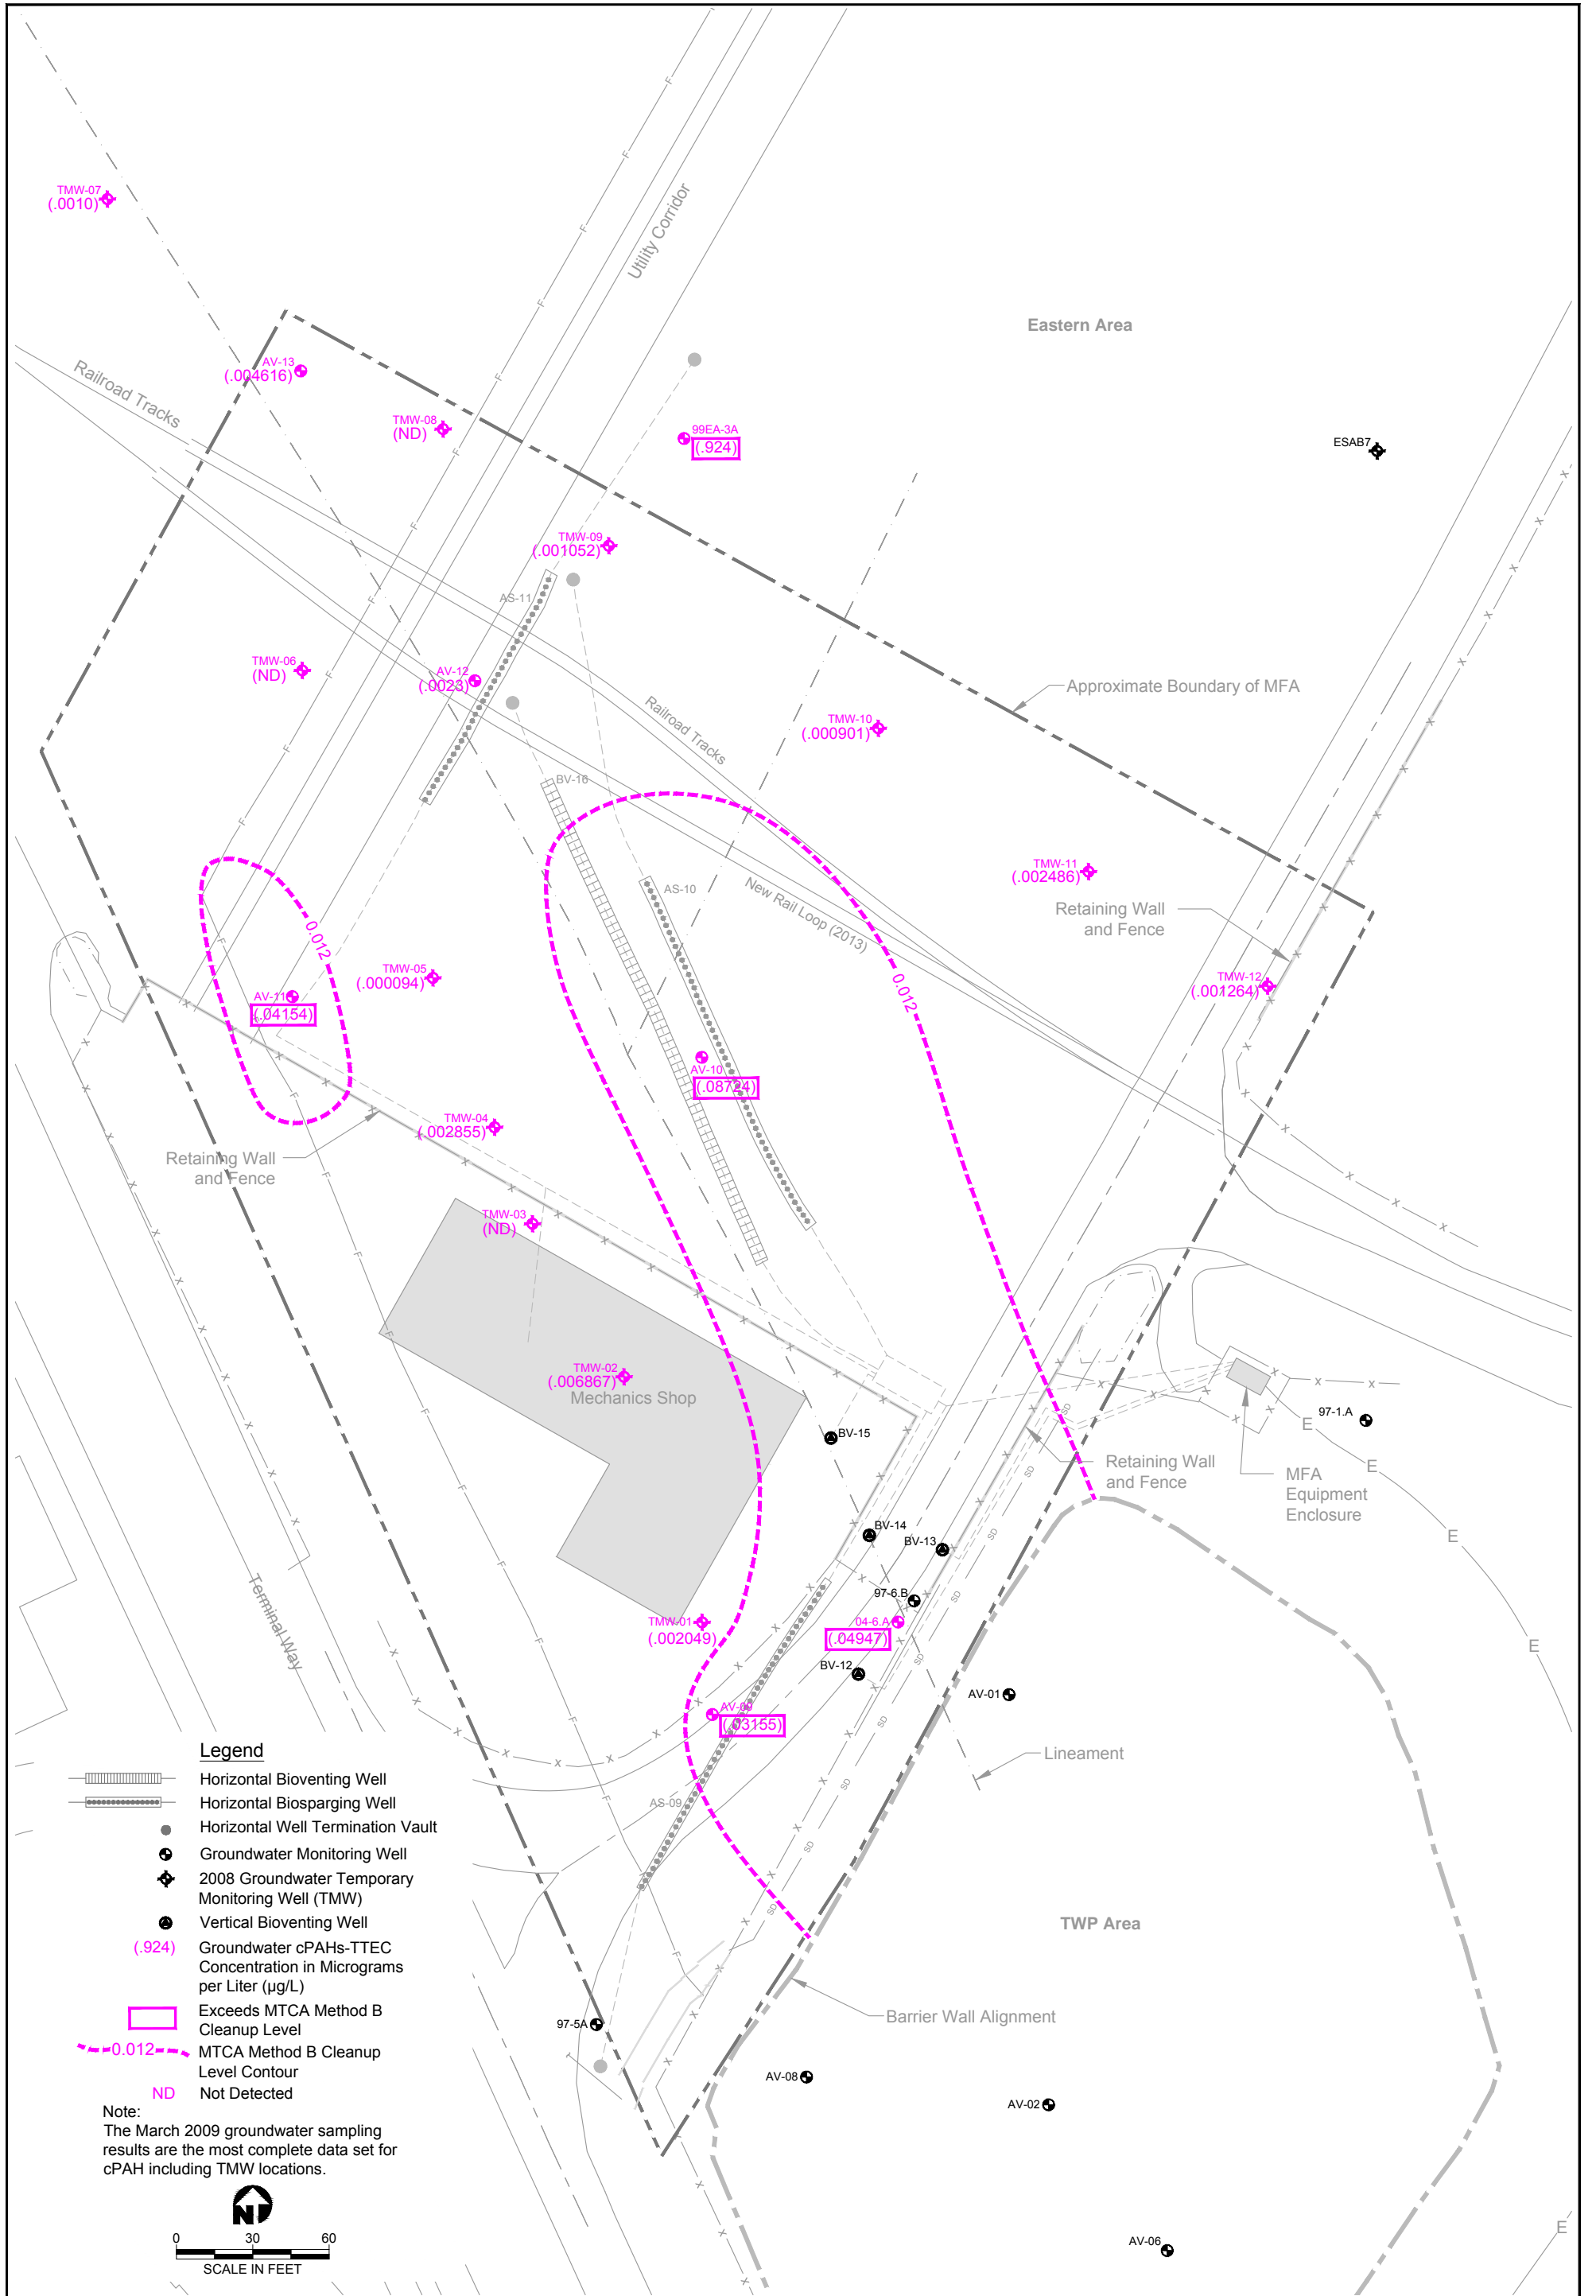 TMW-07
(.0010)
Utility Corridor
Eastern Area
AV-13
(.004616)
Railroad Tracks
TMW-08
(ND)
99EA-3A
(.924)
ESAB7
TMW-09
(.001052)
AS-11
TMW-06
(ND)
AV-12
(.0023)
Approximate Boundary of MFA
Railroad Tracks
TMW-10
(.000901)
BV-16
AS-10
New Rail Loop (2013)
TMW-11
(.002486)
Retaining Wall
and Fence
0.012
0.012
TMW-05
(.000094)
TMW-12
(.001264)
AV-11
(.04154)
AV-10
(.08724)
TMW-04
(.002855)
Retaining Wall
and Fence
TMW-03
(ND)
TMW-02
(.006867)
Mechanics Shop
BV-15
97-1.A
Retaining Wall
and Fence
MFA
Equipment
Enclosure
BV-14
BV-13
97-6.B
Terminal Way
TMW-01
(.002049)
04-6.A
(.04947)
BV-12
AV-01
AV-09
(.03155)
Lineament
AS-09
TWP Area
Barrier Wall Alignment
97-5A
AV-08
AV-02
AV-06
Legend
Horizontal Bioventing Well
Horizontal Biosparging Well
Horizontal Well Termination Vault
Groundwater Monitoring Well
2008 Groundwater Temporary
Monitoring Well (TMW)
Vertical Bioventing Well
(.924) Groundwater cPAHs-TTEC
Concentration in Micrograms
per Liter (µg/L)
Exceeds MTCA Method B
Cleanup Level
0.012 MTCA Method B Cleanup
Level Contour
ND Not Detected
Note:
The March 2009 groundwater sampling
results are the most complete data set for
cPAH including TMW locations.
N
0 30 60
SCALE IN FEET